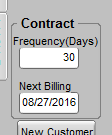 Contract
Frequency(Days)
30
Next Billing
08/27/2016
New Customer